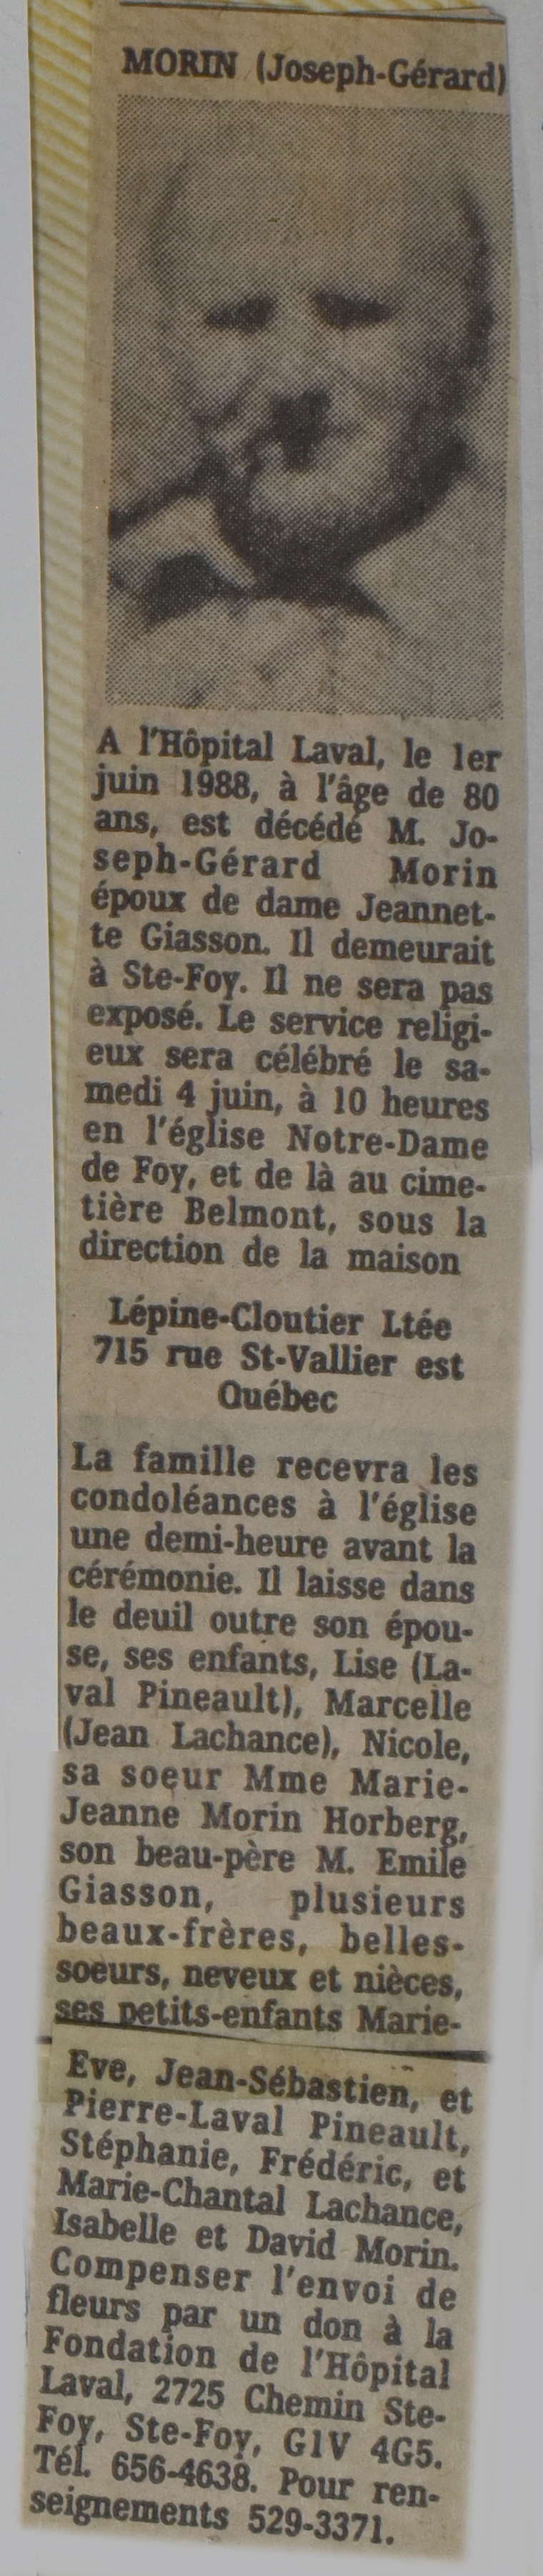 MORIN (Joseph-Gérard)
A l'Hôpital Laval, le 1er
juin 1988, à l'âge de 80
ans, est décédé M. Jo-
seph-Gérard Morin
époux de dame Jeannet-
te Giasson. Il demeurait
à Ste-Foy. Il ne sera pas
exposé. Le service religi-
eux sera célébré le sa-
medi 4 juin, à 10 heures
en l'église Notre-Dame
de Foy, et de là au cime-
tière Belmont, sous la
direction de la maison
Lépine-Cloutier Ltée
715 rue St-Vallier est
Québec
La famille recevra les
condoléances à l'église
une demi-heure avant la
cérémonie. Il laisse dans
le deuil outre son épou-
se, ses enfants, Lise (La-
val Pineault), Marcelle
(Jean Lachance), Nicole,
sa soeur Mme Marie-
Jeanne Morin Horberg,
son beau-père M. Emile
Giasson, plusieurs
beaux-frères, belles-
soeurs, neveux et nièces,
ses petits-enfants Marie-
Eve, Jean-Sébastien, et
Pierre-Laval Pineault,
Stéphanie, Frédéric, et
Marie-Chantal Lachance,
Isabelle et David Morin.
Compenser l'envoi de
fleurs par un don à la
Fondation de l'Hôpital
Laval, 2725 Chemin Ste-
Foy, Ste-Foy, G1V 4G5.
Tél. 656-4638. Pour ren-
seignements 529-3371.